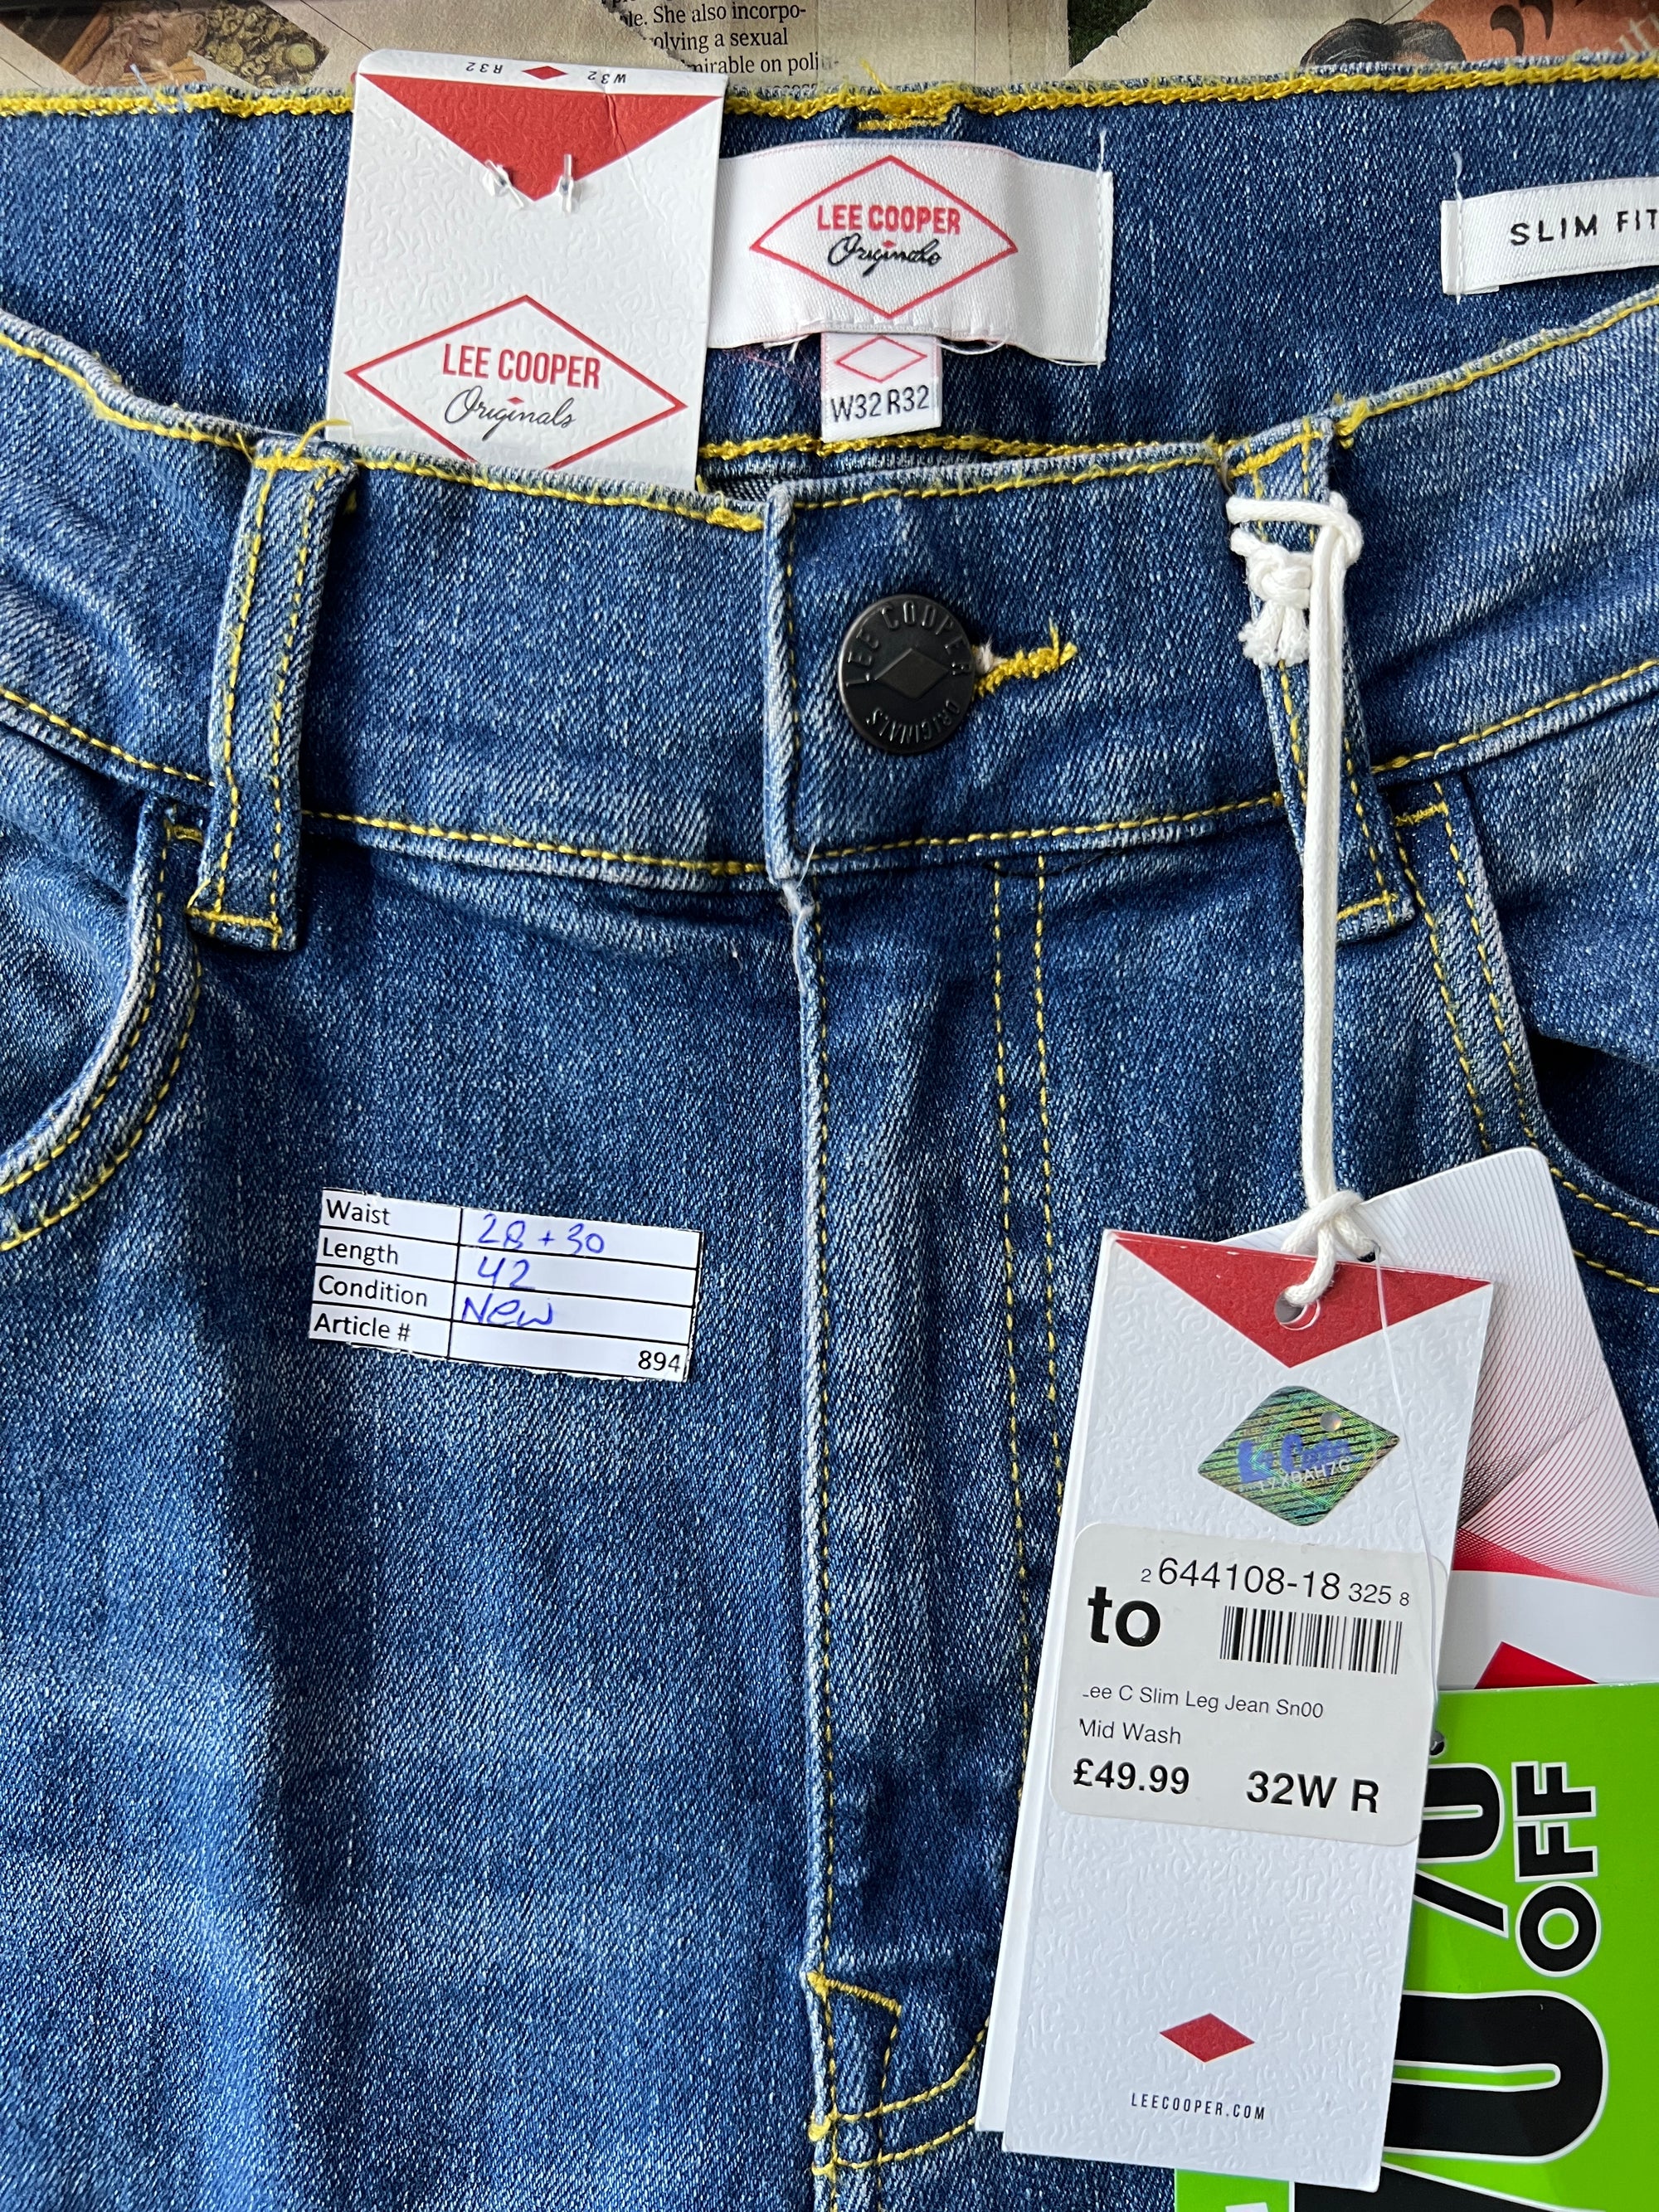 le. She also incorpo-
olving a sexual
mirable on poli
R32 W32
LEE COOPER
Originals
LEE COOPER
Originals
W32 R32
SLIM FIT
LEE COOPER
ORIGINALS
Waist 28 + 30
Length 42
Condition New
Article # 894
2 644108-18 325 8
to
ee C Slim Leg Jean Sn00
Mid Wash
£49.99 32W R
LEECOOPER.COM
0%
OFF